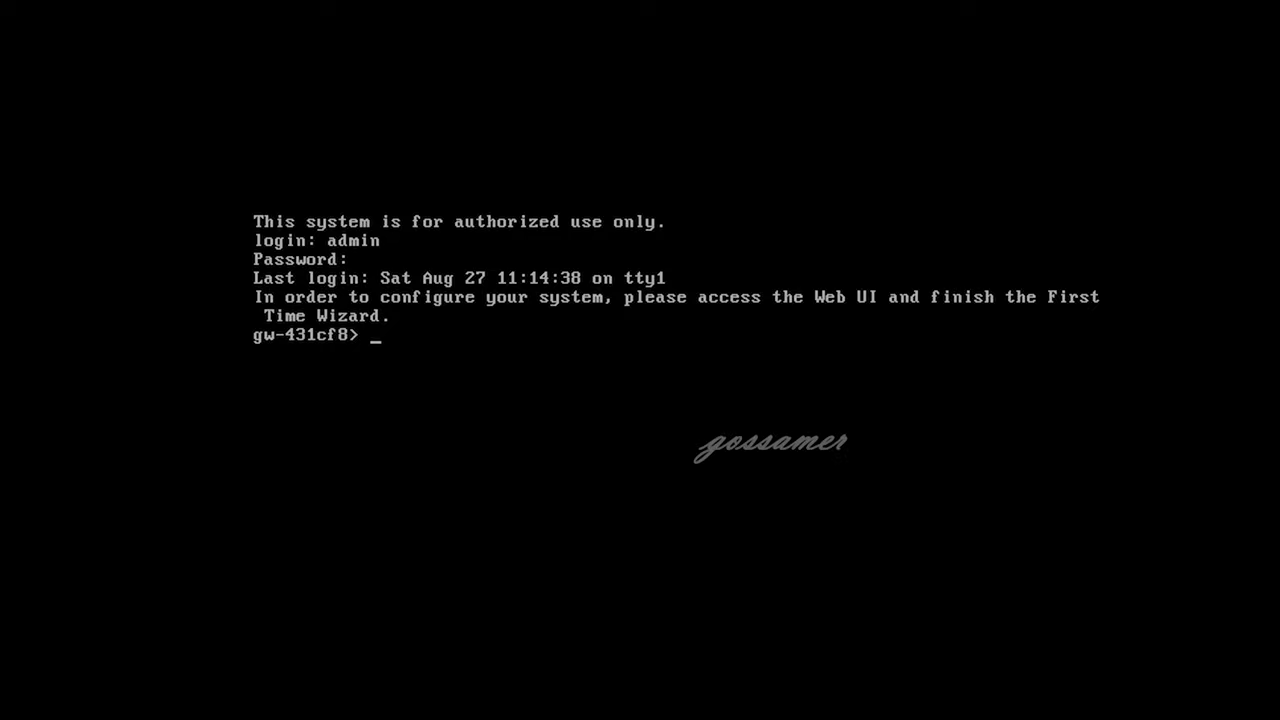 This system is for authorized use only.
login: admin
Password:
Last login: Sat Aug 27 11:14:38 on tty1
In order to configure your system, please access the Web UI and finish the First
 Time Wizard.
gw-431cf8> _
gossamer